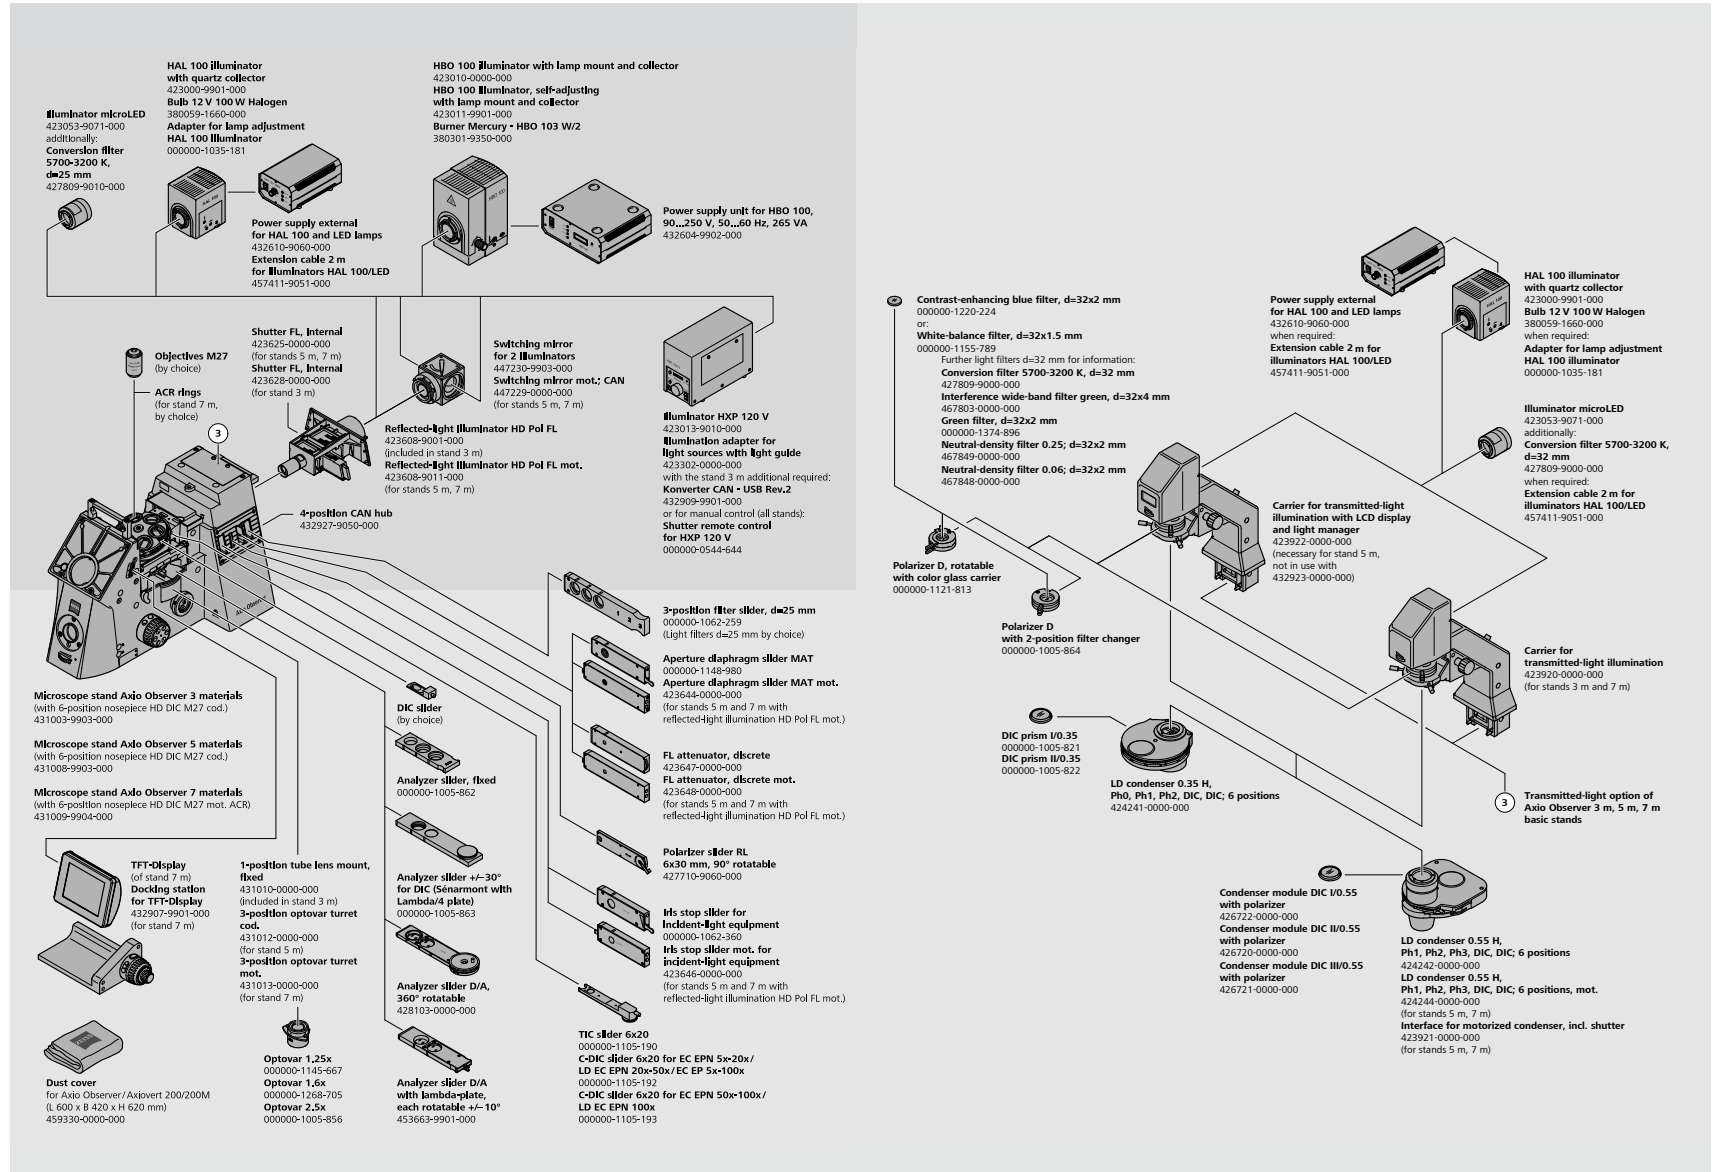 HAL 100 illuminator
with quartz collector
423000-9901-000
Bulb 12 V 100 W Halogen
380059-1660-000
Adapter for lamp adjustment
HAL 100 Illuminator
000000-1035-181
HBO 100 illuminator with lamp mount and collector
423010-0000-000
HBO 100 Illuminator, self-adjusting
with lamp mount and collector
423011-9901-000
Burner Mercury - HBO 103 W/2
380301-9350-000
Illuminator microLED
423053-9071-000
additionally:
Conversion filter
5700-3200 K,
d=25 mm
427809-9010-000
HAL 100
HBO 100
Power supply external
for HAL 100 and LED lamps
432610-9060-000
Extension cable 2 m
for Illuminators HAL 100/LED
457411-9051-000
Power supply unit for HBO 100,
90...250 V, 50...60 Hz, 265 VA
432604-9902-000
Objectives M27
(by choice)
ACR rings
(for stand 7 m,
by choice)
3
Shutter FL, Internal
423625-0000-000
(for stands 5 m, 7 m)
Shutter FL, Internal
423628-0000-000
(for stand 3 m)
Switching mirror
for 2 illuminators
447230-9903-000
Switching mirror mot.; CAN
447229-0000-000
(for stands 5 m, 7 m)
Reflected-light Illuminator HD Pol FL
423608-9001-000
(included in stand 3 m)
Reflected-light Illuminator HD Pol FL mot.
423608-9011-000
(for stands 5 m, 7 m)
Illuminator HXP 120 V
423013-9010-000
Illumination adapter for
light sources with light guide
423302-0000-000
with the stand 3 m additional required:
Konverter CAN - USB Rev.2
432909-9901-000
or for manual control (all stands):
Shutter remote control
for HXP 120 V
000000-0544-644
4-position CAN hub
432927-9050-000
Axio Observer
3-position filter slider, d=25 mm
000000-1062-259
(Light filters d=25 mm by choice)
Aperture diaphragm slider MAT
000000-1148-980
Aperture diaphragm slider MAT mot.
423644-0000-000
(for stands 5 m and 7 m with
reflected-light illumination HD Pol FL mot.)
FL attenuator, discrete
423647-0000-000
FL attenuator, discrete mot.
423648-0000-000
(for stands 5 m and 7 m with
reflected-light illumination HD Pol FL mot.)
Polarizer slider RL
6x30 mm, 90° rotatable
427710-9060-000
Iris stop slider for
incident-light equipment
000000-1062-360
Iris stop slider mot. for
incident-light equipment
423646-0000-000
(for stands 5 m and 7 m with
reflected-light illumination HD Pol FL mot.)
Microscope stand Axio Observer 3 materials
(with 6-position nosepiece HD DIC M27 cod.)
431003-9903-000
Microscope stand Axio Observer 5 materials
(with 6-position nosepiece HD DIC M27 cod.)
431008-9903-000
Microscope stand Axio Observer 7 materials
(with 6-position nosepiece HD DIC M27 mot. ACR)
431009-9904-000
DIC slider
(by choice)
Analyzer slider, fixed
000000-1005-862
Analyzer slider +/–30°
for DIC (Sénarmont with
Lambda/4 plate)
000000-1005-863
Analyzer slider D/A,
360° rotatable
428103-0000-000
Analyzer slider D/A
with lambda-plate,
each rotatable +/–10°
453663-9901-000
TFT-Display
(of stand 7 m)
Docking station
for TFT-Display
432907-9901-000
(for stand 7 m)
1-position tube lens mount,
fixed
431010-0000-000
(included in stand 3 m)
3-position optovar turret
cod.
431012-0000-000
(for stand 5 m)
3-position optovar turret
mot.
431013-0000-000
(for stand 7 m)
Optovar 1.25x
000000-1145-667
Optovar 1.6x
000000-1268-705
Optovar 2.5x
000000-1005-856
Dust cover
for Axio Observer/Axiovert 200/200M
(L 600 x B 420 x H 620 mm)
459330-0000-000
TIC slider 6x20
000000-1105-190
C-DIC slider 6x20 for EC EPN 5x-20x/
LD EC EPN 20x-50x/EC EP 5x-100x
000000-1105-192
C-DIC slider 6x20 for EC EPN 50x-100x/
LD EC EPN 100x
000000-1105-193
Contrast-enhancing blue filter, d=32x2 mm
000000-1220-224
or:
White-balance filter, d=32x1.5 mm
000000-1155-789
Further light filters d=32 mm for information:
Conversion filter 5700-3200 K, d=32 mm
427809-9000-000
Interference wide-band filter green, d=32x4 mm
467803-0000-000
Green filter, d=32x2 mm
000000-1374-896
Neutral-density filter 0.25; d=32x2 mm
467849-0000-000
Neutral-density filter 0.06; d=32x2 mm
467848-0000-000
Power supply external
for HAL 100 and LED lamps
432610-9060-000
when required:
Extension cable 2 m for
illuminators HAL 100/LED
457411-9051-000
HAL 100
HAL 100 illuminator
with quartz collector
423000-9901-000
Bulb 12 V 100 W Halogen
380059-1660-000
when required:
Adapter for lamp adjustment
HAL 100 illuminator
000000-1035-181
Illuminator microLED
423053-9071-000
additionally:
Conversion filter 5700-3200 K,
d=32 mm
427809-9000-000
when required:
Extension cable 2 m for
illuminators HAL 100/LED
457411-9051-000
Carrier for transmitted-light
illumination with LCD display
and light manager
423922-0000-000
(necessary for stand 5 m,
not in use with
432923-0000-000)
Polarizer D, rotatable
with color glass carrier
000000-1121-813
Polarizer D
with 2-position filter changer
000000-1005-864
Carrier for
transmitted-light illumination
423920-0000-000
(for stands 3 m and 7 m)
DIC prism I/0.35
000000-1005-821
DIC prism II/0.35
000000-1005-822
LD condenser 0.35 H,
Ph0, Ph1, Ph2, DIC, DIC; 6 positions
424241-0000-000
3
Transmitted-light option of
Axio Observer 3 m, 5 m, 7 m
basic stands
Condenser module DIC I/0.55
with polarizer
426722-0000-000
Condenser module DIC II/0.55
with polarizer
426720-0000-000
Condenser module DIC III/0.55
with polarizer
426721-0000-000
LD condenser 0.55 H,
Ph1, Ph2, Ph3, DIC, DIC; 6 positions
424242-0000-000
LD condenser 0.55 H,
Ph1, Ph2, Ph3, DIC, DIC; 6 positions, mot.
424244-0000-000
(for stands 5 m, 7 m)
Interface for motorized condenser, incl. shutter
423921-0000-000
(for stands 5 m, 7 m)